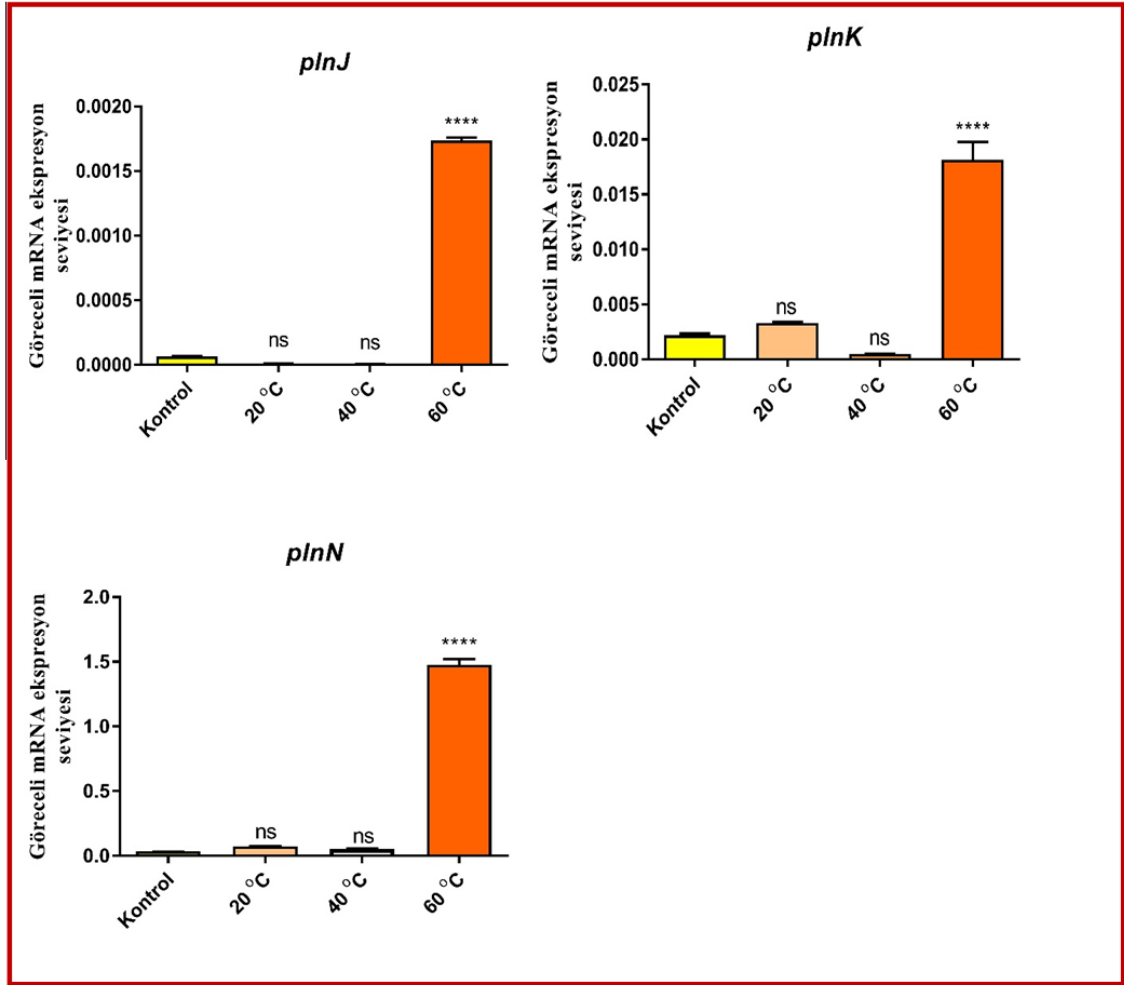 plnJ
Göreceli mRNA ekspresyon
seviyesi
0.0020
0.0015
0.0010
0.0005
0.0000
ns
ns
****
Kontrol
20 °C
40 °C
60 °C
plnK
Göreceli mRNA ekspresyon
seviyesi
0.025
0.020
0.015
0.010
0.005
0.000
ns
ns
****
Kontrol
20 °C
40 °C
60 °C
plnN
Göreceli mRNA ekspresyon
seviyesi
2.0
1.5
1.0
0.5
0.0
ns
ns
****
Kontrol
20 °C
40 °C
60 °C